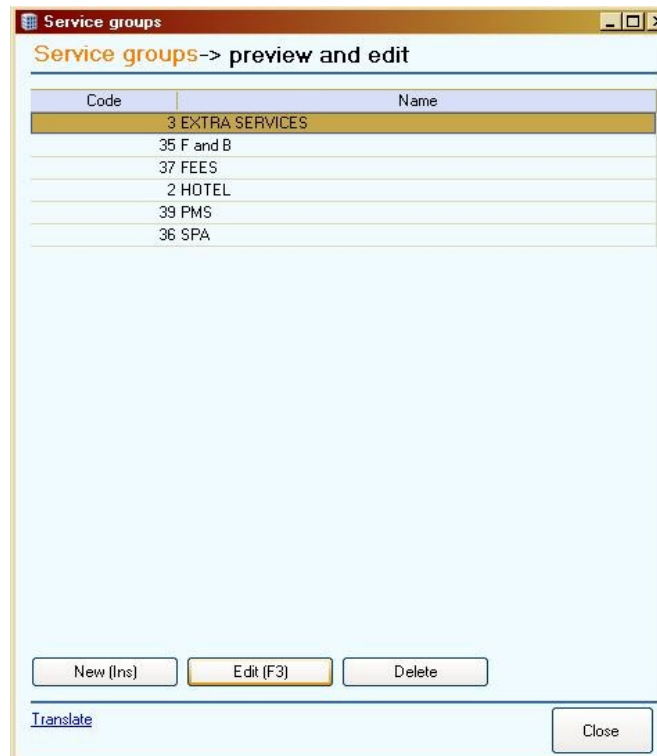 Service groups
Service groups-> preview and edit
Code Name
3 EXTRA SERVICES
35 F and B
37 FEES
2 HOTEL
39 PMS
36 SPA
New (Ins) Edit (F3) Delete
Translate
Close